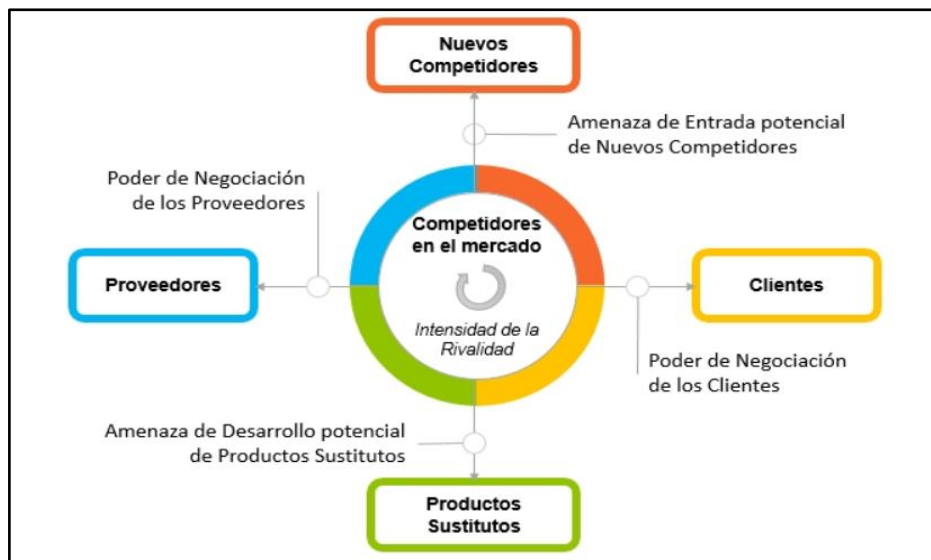 Nuevos
Competidores
Amenaza de Entrada potencial
de Nuevos Competidores
Poder de Negociación
de los Proveedores
Competidores
en el mercado
Proveedores
Clientes
Intensidad de la
Rivalidad
Poder de Negociación
de los Clientes
Amenaza de Desarrollo potencial
de Productos Sustitutos
Productos
Sustitutos